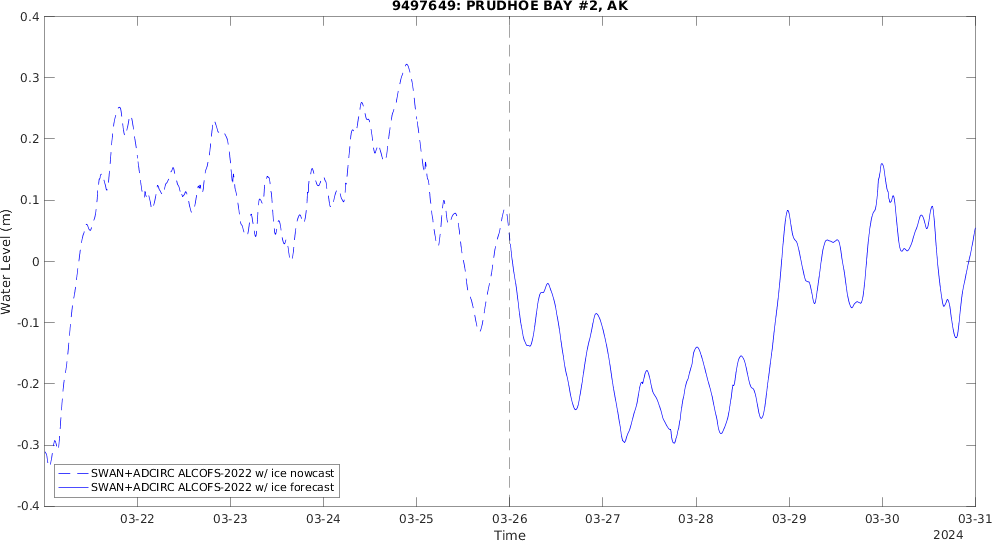 9497649: PRUDHOE BAY #2, AK
0.4
0.3
0.2
0.1
0
-0.1
-0.2
-0.3
-0.4
Water Level (m)
SWAN+ADCIRC ALCOFS-2022 w/ ice nowcast
SWAN+ADCIRC ALCOFS-2022 w/ ice forecast
03-22 03-23 03-24 03-25 03-26 03-27 03-28 03-29 03-30 03-31
Time
2024